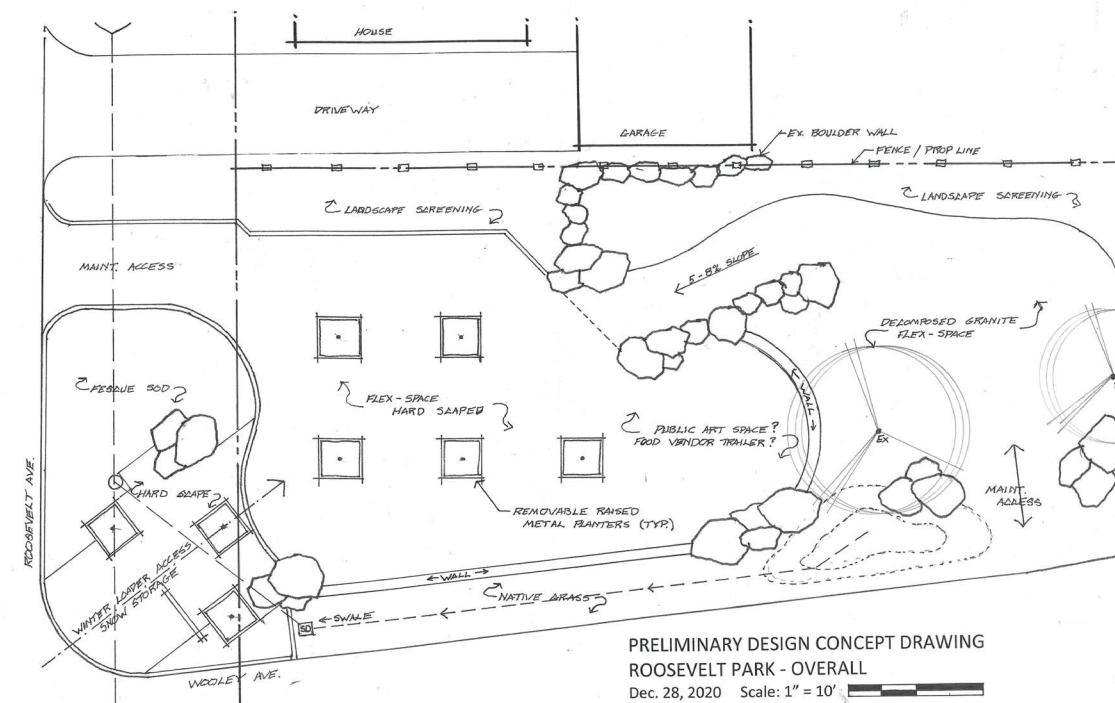 HOUSE
DRIVEWAY
GARAGE
EX. BOULDER WALL
FENCE / PROP LINE
LANDSCAPE SCREENING
LANDSCAPE SCREENING
MAINT. ACCESS
5-8% SLOPE
DECOMPOSED GRANITE
FLEX-SPACE
FESCUE SOD
FLEX-SPACE
HARD SCAPED
WALL
PUBLIC ART SPACE?
FOOD VENDOR TRAILER?
EX
ROOSEVELT AVE.
HARD SCAPE
MAINT.
ACCESS
REMOVABLE RAISED
METAL PLANTERS (TYP.)
WINTER LOADER ACCESS
SNOW STORAGE
WALL
NATIVE GRASS
SWALE
SD
WOOLEY AVE.
PRELIMINARY DESIGN CONCEPT DRAWING
ROOSEVELT PARK - OVERALL
Dec. 28, 2020 Scale: 1" = 10'